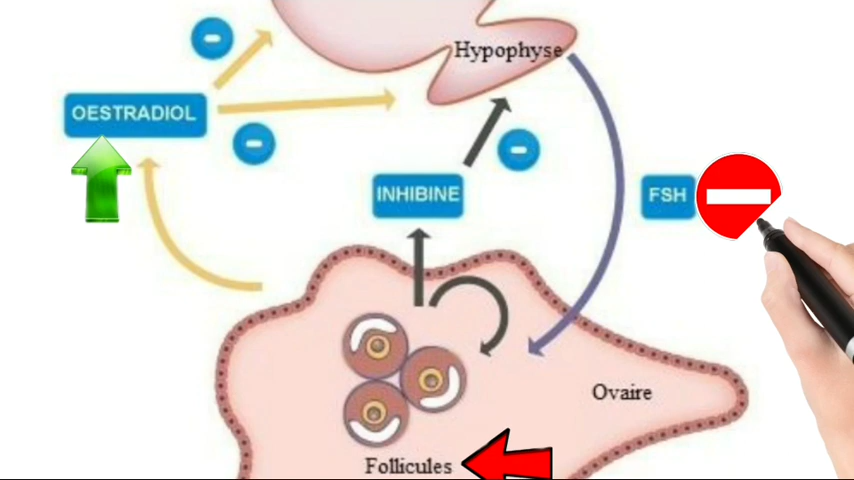 Hypophyse
OESTRADIOL
INHIBINE
FSH
Ovaire
Follicules